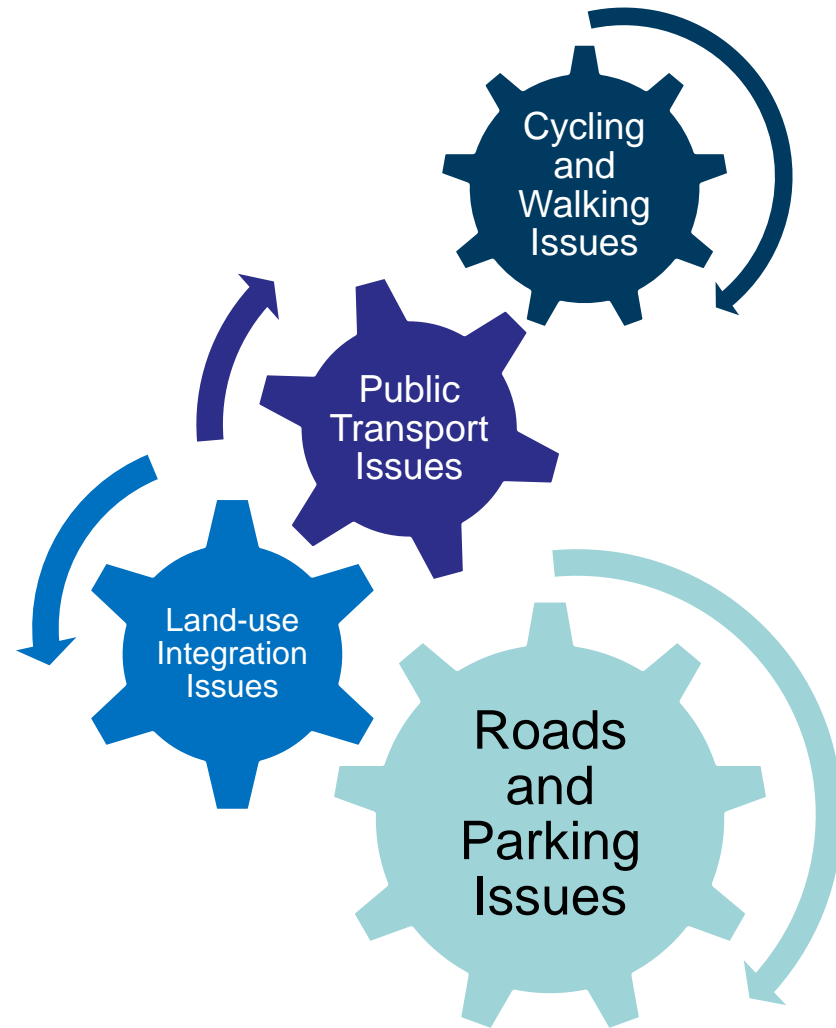 Cycling
and
Walking
Issues
Public
Transport
Issues
Land-use
Integration
Issues
Roads
and
Parking
Issues